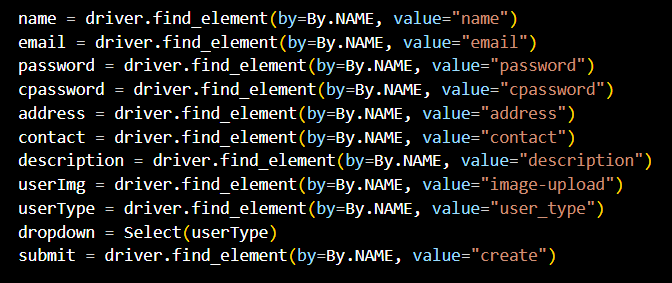 name = driver.find_element(by=By.NAME, value="name")
email = driver.find_element(by=By.NAME, value="email")
password = driver.find_element(by=By.NAME, value="password")
cpassword = driver.find_element(by=By.NAME, value="cpassword")
address = driver.find_element(by=By.NAME, value="address")
contact = driver.find_element(by=By.NAME, value="contact")
description = driver.find_element(by=By.NAME, value="description")
userImg = driver.find_element(by=By.NAME, value="image-upload")
userType = driver.find_element(by=By.NAME, value="user_type")
dropdown = Select(userType)
submit = driver.find_element(by=By.NAME, value="create")